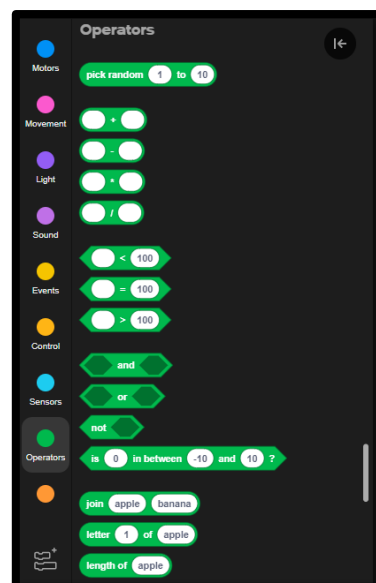 Operators
Motors
Movement
Light
Sound
Events
Control
Sensors
Operators
pick random 1 to 10
+
-
*
/
< 100
= 100
> 100
and
or
not
is 0 in between -10 and 10 ?
join apple banana
letter 1 of apple
length of apple